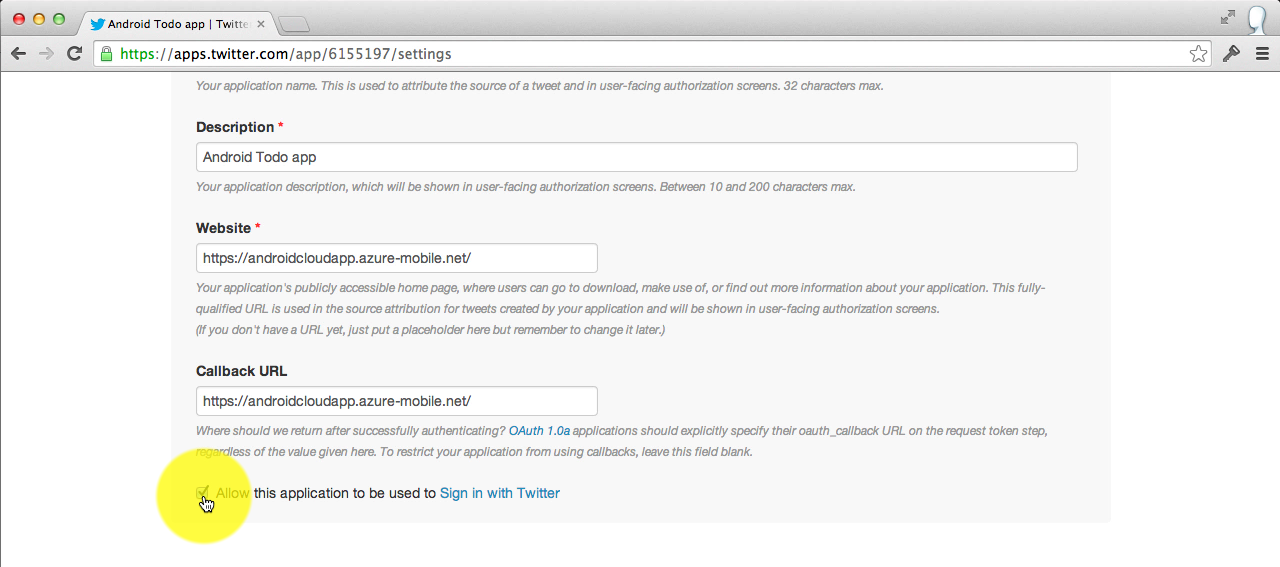 Android Todo app | Twitte
https://apps.twitter.com/app/6155197/settings
Your application name. This is used to attribute the source of a tweet and in user-facing authorization screens. 32 characters max.
Description *
Android Todo app
Your application description, which will be shown in user-facing authorization screens. Between 10 and 200 characters max.
Website *
https://androidcloudapp.azure-mobile.net/
Your application's publicly accessible home page, where users can go to download, make use of, or find out more information about your application. This fully-
qualified URL is used in the source attribution for tweets created by your application and will be shown in user-facing authorization screens.
(If you don't have a URL yet, just put a placeholder here but remember to change it later.)
Callback URL
https://androidcloudapp.azure-mobile.net/
Where should we return after successfully authenticating? OAuth 1.0a applications should explicitly specify their oauth_callback URL on the request token step,
regardless of the value given here. To restrict your application from using callbacks, leave this field blank.
Allow this application to be used to Sign in with Twitter